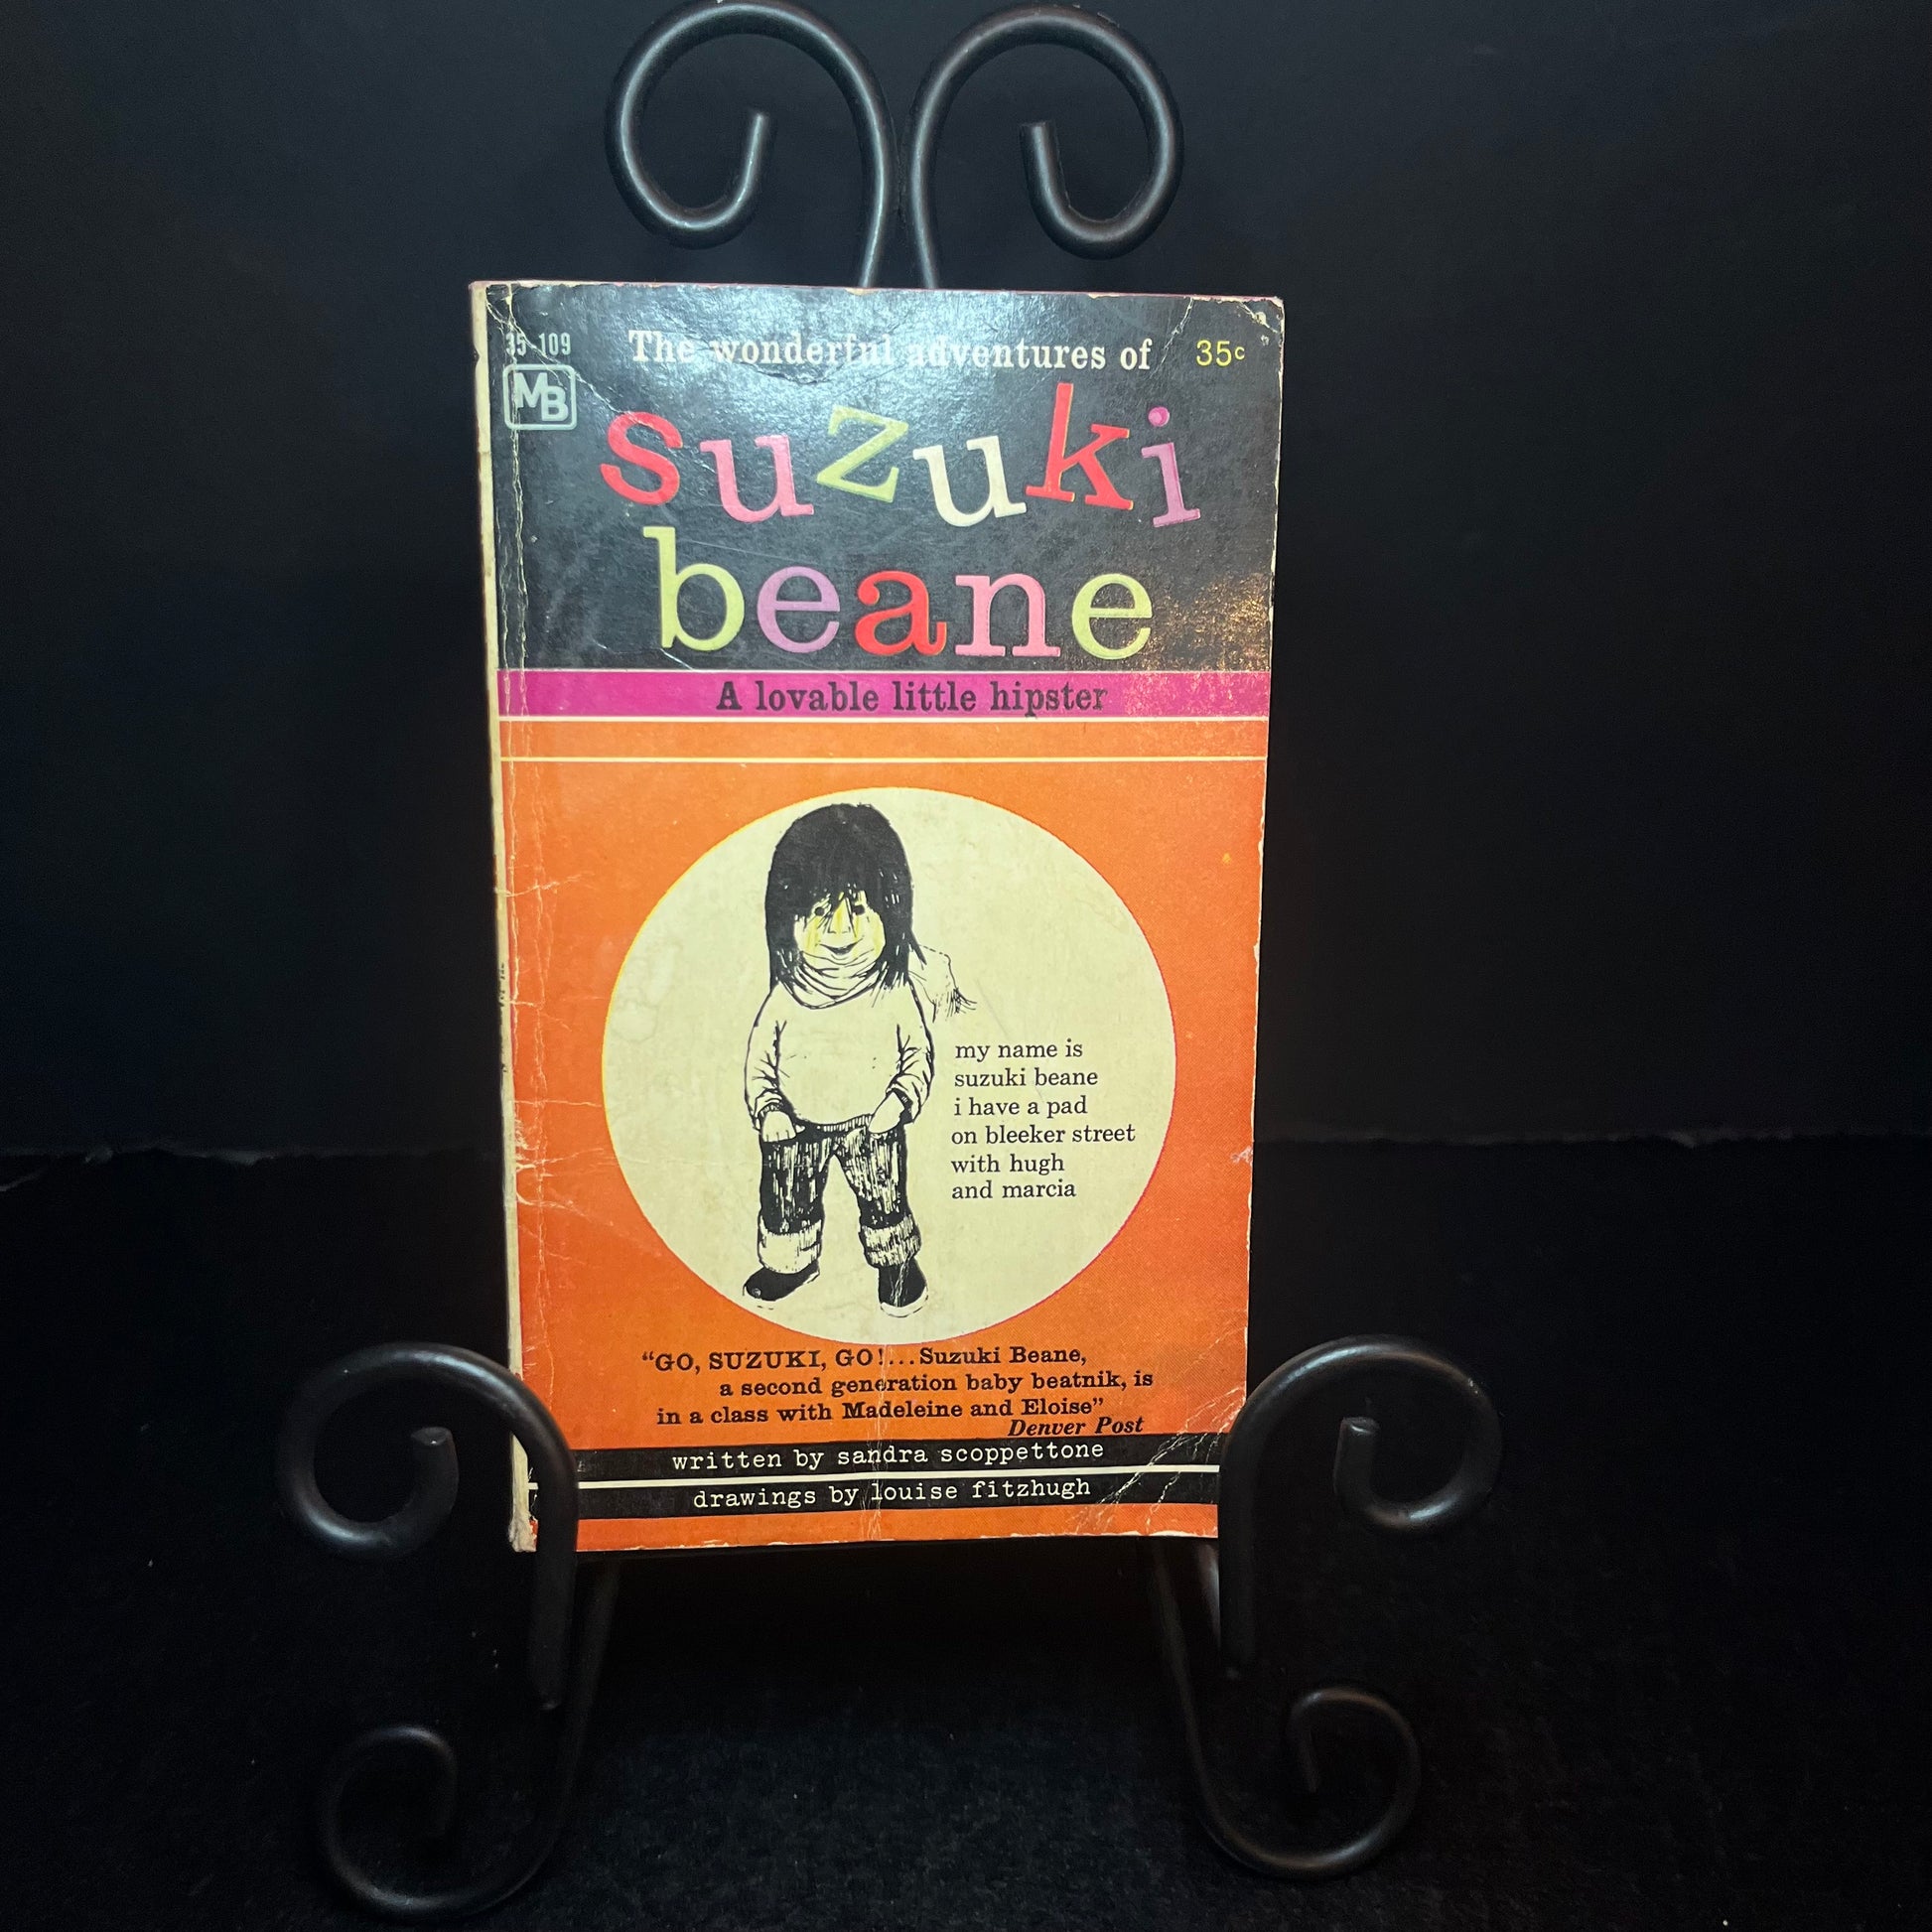 35-109
MB
The wonderful adventures of
35c
suzuki
beane
A lovable little hipster
my name is
suzuki beane
i have a pad
on bleeker street
with hugh
and marcia
“GO, SUZUKI, GO!...Suzuki Beane,
a second generation baby beatnik, is
in a class with Madeleine and Eloise”
Denver Post
written by sandra scoppettone
drawings by louise fitzhugh